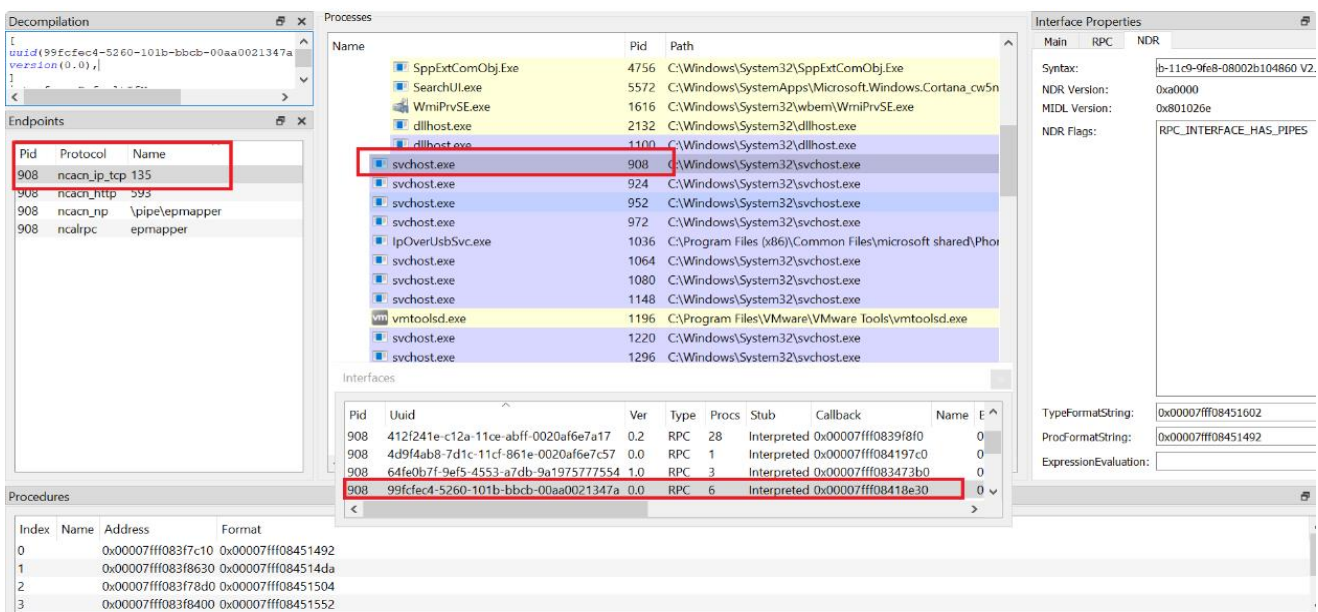 Decompilation
[
uuid(99fcfec4-5260-101b-bbcb-00aa0021347a
version(0.0),
]
Endpoints
Pid Protocol Name
908 ncacn_ip_tcp 135
908 ncacn_http 593
908 ncacn_np \pipe\epmapper
908 ncalrpc epmapper
Processes
Name Pid Path
SppExtComObj.Exe 4756 C:\Windows\System32\SppExtComObj.Exe
SearchUI.exe 5572 C:\Windows\SystemApps\Microsoft.Windows.Cortana_cw5n
WmiPrvSE.exe 1616 C:\Windows\System32\wbem\WmiPrvSE.exe
dllhost.exe 2132 C:\Windows\System32\dllhost.exe
dllhost.exe 1100 C:\Windows\System32\dllhost.exe
svchost.exe 908 C:\Windows\System32\svchost.exe
svchost.exe 924 C:\Windows\System32\svchost.exe
svchost.exe 952 C:\Windows\System32\svchost.exe
svchost.exe 972 C:\Windows\System32\svchost.exe
IpOverUsbSvc.exe 1036 C:\Program Files (x86)\Common Files\microsoft shared\Phor
svchost.exe 1064 C:\Windows\System32\svchost.exe
svchost.exe 1080 C:\Windows\System32\svchost.exe
svchost.exe 1148 C:\Windows\System32\svchost.exe
vm vmtoolsd.exe 1196 C:\Program Files\VMware\VMware Tools\vmtoolsd.exe
svchost.exe 1220 C:\Windows\System32\svchost.exe
svchost.exe 1296 C:\Windows\System32\svchost.exe
Interfaces
Pid Uuid Ver Type Procs Stub Callback Name E
908 412f241e-c12a-11ce-abff-0020af6e7a17 0.2 RPC 28 Interpreted 0x00007fff0839f8f0 0
908 4d9f4ab8-7d1c-11cf-861e-0020af6e7c57 0.0 RPC 1 Interpreted 0x00007fff084197c0 0
908 64fe0b7f-9ef5-4553-a7db-9a1975777554 1.0 RPC 3 Interpreted 0x00007fff083473b0 0
908 99fcfec4-5260-101b-bbcb-00aa0021347a 0.0 RPC 6 Interpreted 0x00007fff08418e30 0
Interface Properties
Main RPC NDR
Syntax: b-11c9-9fe8-08002b104860 V2.
NDR Version: 0xa0000
MIDL Version: 0x801026e
NDR Flags: RPC_INTERFACE_HAS_PIPES
TypeFormatString: 0x00007fff08451602
ProcFormatString: 0x00007fff08451492
ExpressionEvaluation:
Procedures
Index Name Address Format
0 0x00007fff083f7c10 0x00007fff08451492
1 0x00007fff083f8630 0x00007fff084514da
2 0x00007fff083f78d0 0x00007fff08451504
3 0x00007fff083f8400 0x00007fff08451552